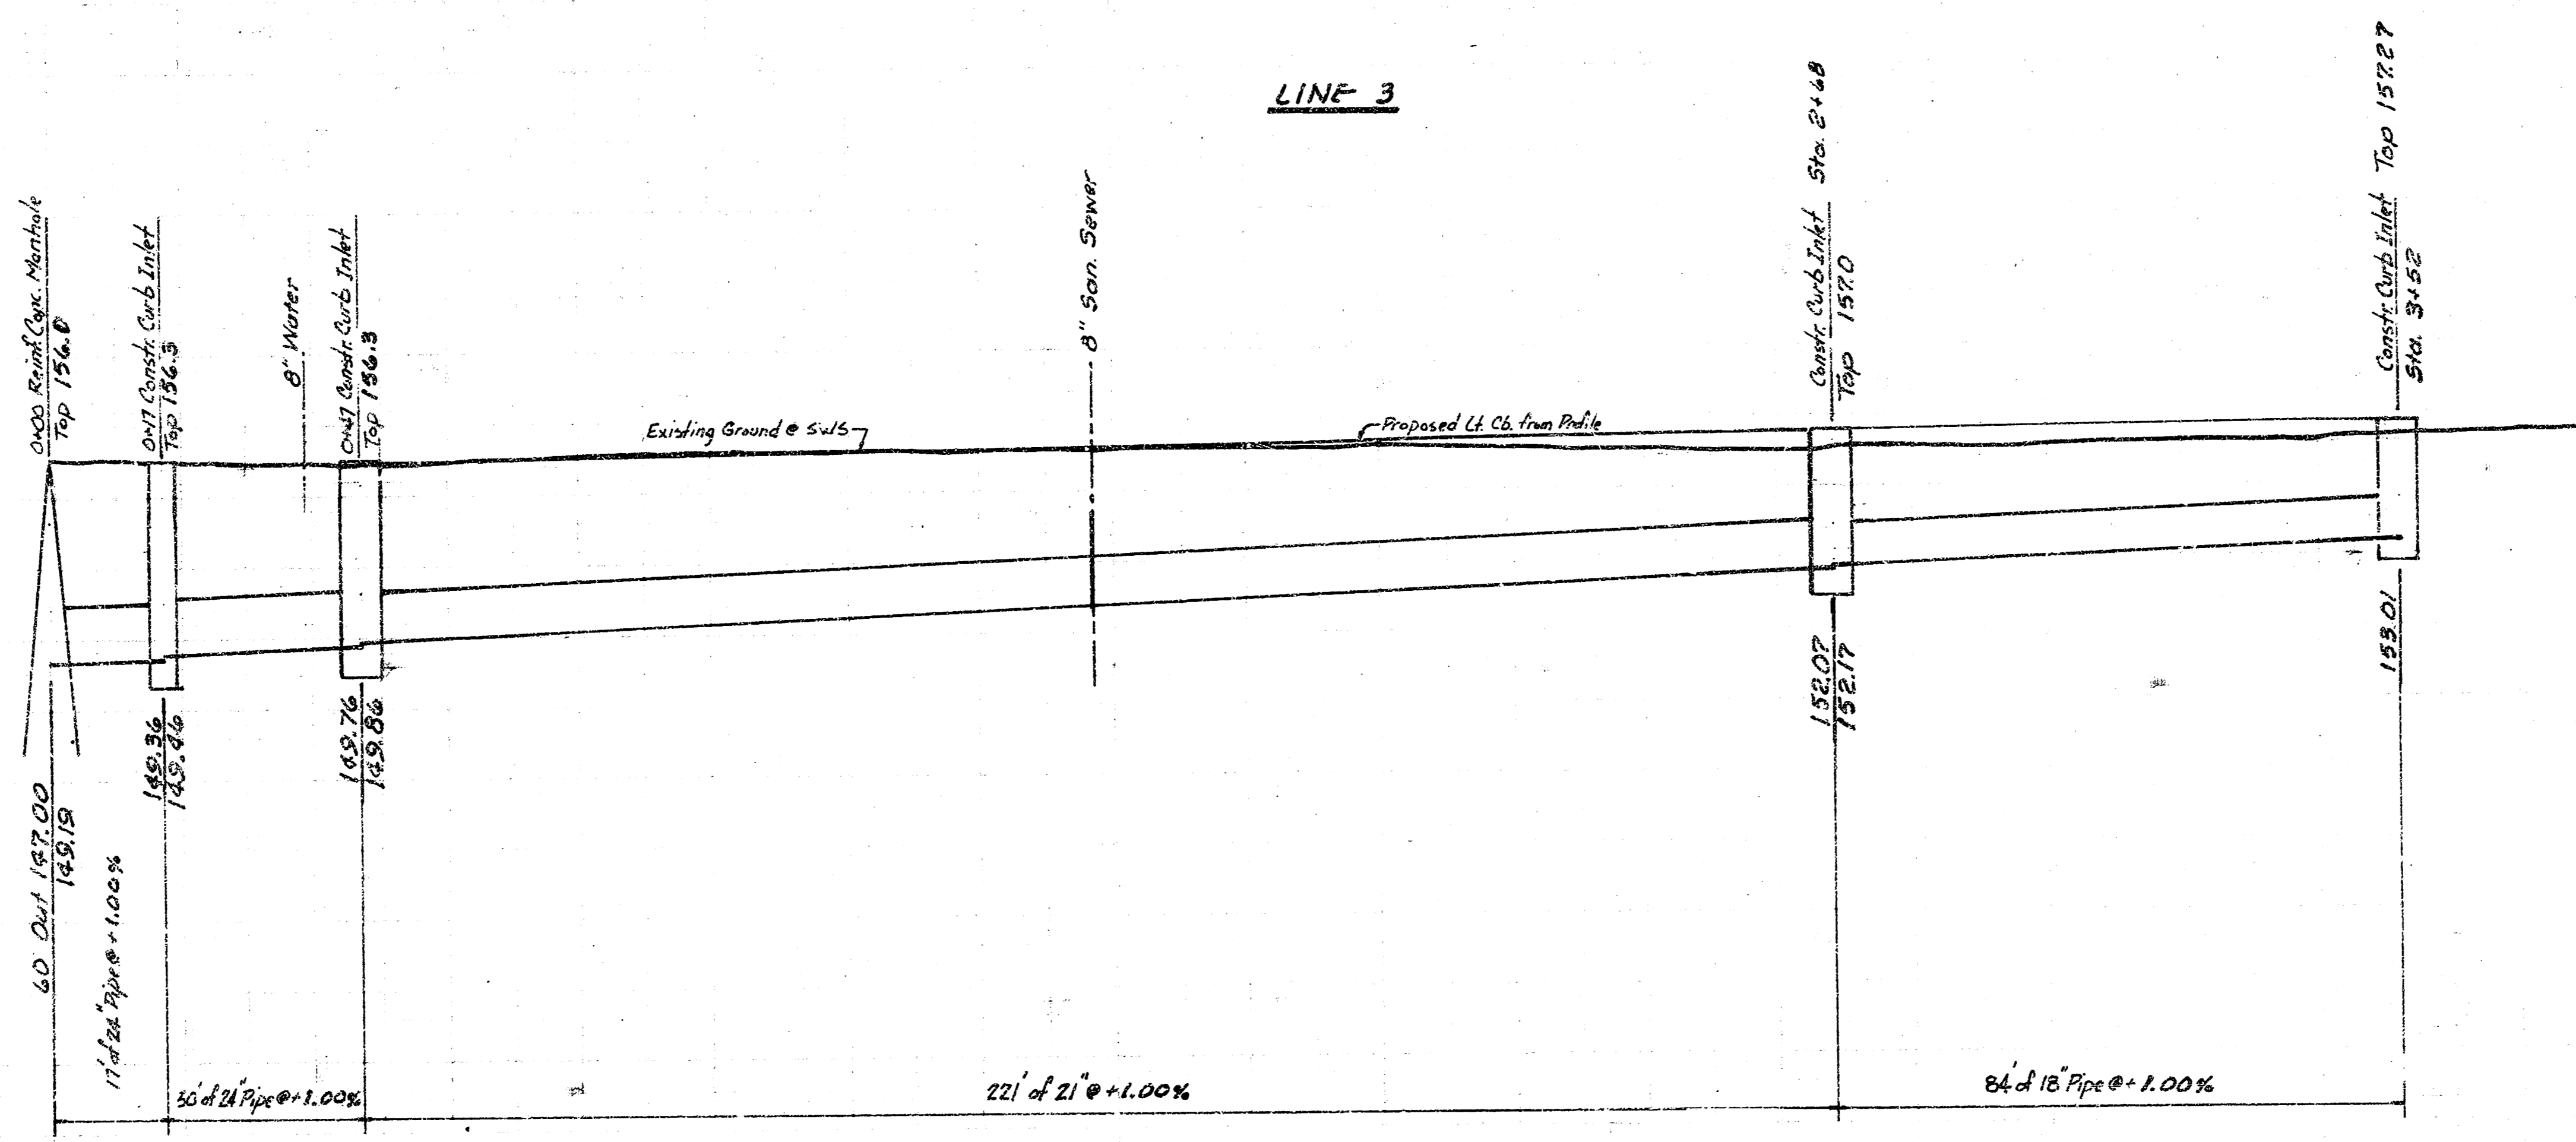 LINE 3
0+00 Reinf. Conc. Manhole
Top 156.0
0+17 Constr. Curb Inlet
Top 156.3
8" Water
0+47 Constr. Curb Inlet
Top 156.3
8" San. Sewer
Constr. Curb Inlet Sta. 2+68
Top 157.0
Constr. Curb Inlet Top 157.27
Sta. 3+52
Existing Ground @ SWS
Proposed Lt. Cb. from Profile
60" Out 147.00
149.19
149.36
149.46
149.76
149.86
152.07
152.17
153.01
17' of 24" Pipe @ +1.00%
30' of 24" Pipe @ +1.00%
221' of 21" @ +1.00%
84' of 18" Pipe @ +1.00%